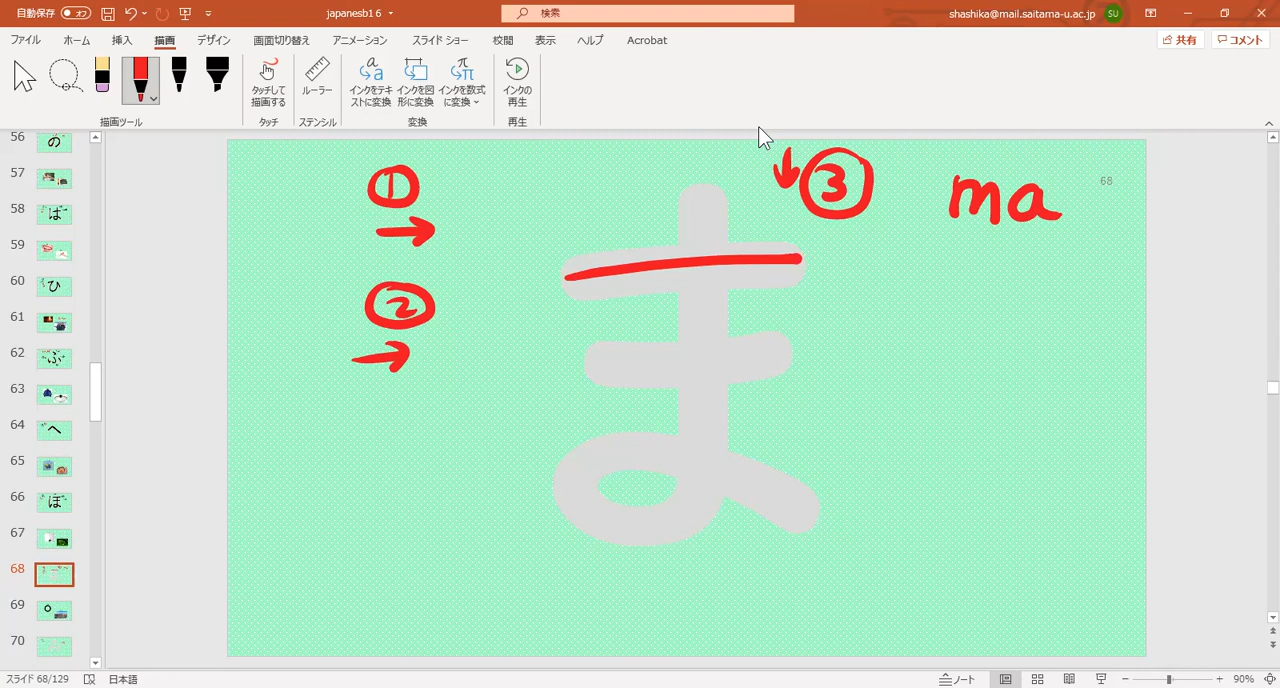 自動保存 オフ japanesb16 検索 shashika@mail.saitama-u.ac.jp SU
ファイル ホーム 挿入 描画 デザイン 画面切り替え アニメーション スライド ショー 校閲 表示 ヘルプ Acrobat 共有 コメント
タッチして描画する ルーラー インクをテキストに変換 インクを図形に変換 インクを数式に変換 インクの再生
描画ツール タッチ ステンシル 変換 再生
56 の
57
58 は
59
60 ひ
61
62 ふ
63
64 へ
65
66 ほ
67
68
69
70
① ③ ma 68
→ ↓
②
→
ま
スライド 68/129 日本語 ノート 90%